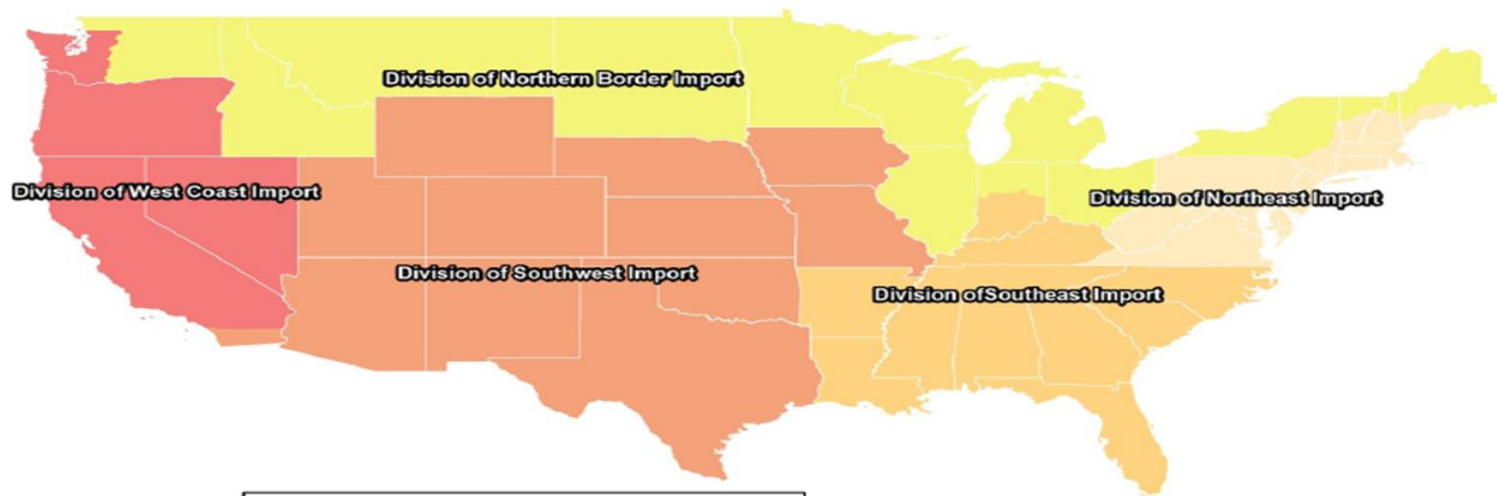 Division of Northern Border Import
Division of West Coast Import
Division of Northeast Import
Division of Southwest Import
Division ofSoutheast Import